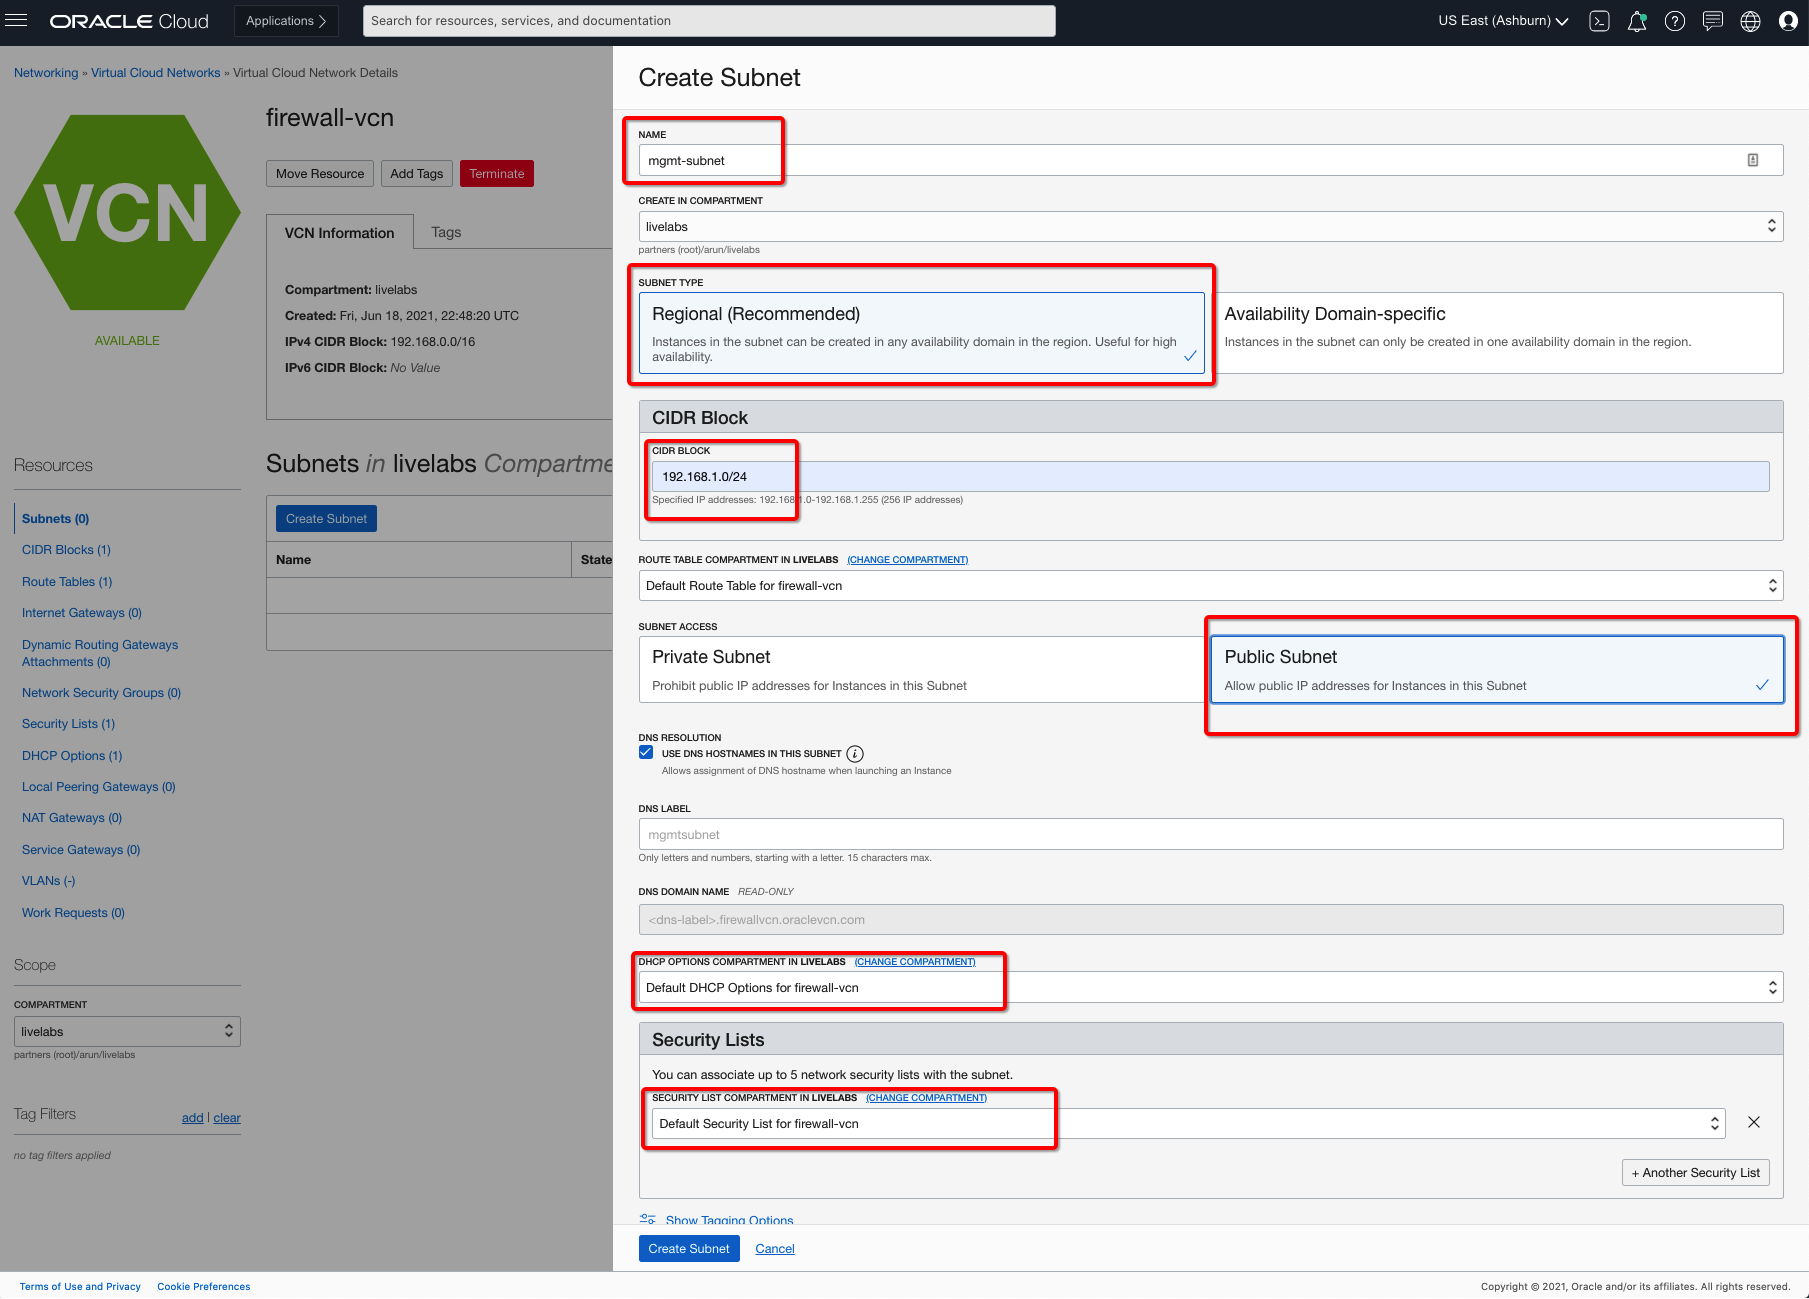 ORACLE Cloud
Applications
Search for resources, services, and documentation
US East (Ashburn)
Networking » Virtual Cloud Networks » Virtual Cloud Network Details
VCN
AVAILABLE
firewall-vcn
Move Resource
Add Tags
Terminate
VCN Information
Tags
Compartment: livelabs
Created: Fri, Jun 18, 2021, 22:48:20 UTC
IPv4 CIDR Block: 192.168.0.0/16
IPv6 CIDR Block: No Value
Resources
Subnets (0)
CIDR Blocks (1)
Route Tables (1)
Internet Gateways (0)
Dynamic Routing Gateways
Attachments (0)
Network Security Groups (0)
Security Lists (1)
DHCP Options (1)
Local Peering Gateways (0)
NAT Gateways (0)
Service Gateways (0)
VLANs (-)
Work Requests (0)
Scope
COMPARTMENT
livelabs
partners (root)/arun/livelabs
Tag Filters
add | clear
no tag filters applied
Subnets in livelabs Compartme
Create Subnet
Name
State
Create Subnet
NAME
mgmt-subnet
CREATE IN COMPARTMENT
livelabs
partners (root)/arun/livelabs
SUBNET TYPE
Regional (Recommended)
Instances in the subnet can be created in any availability domain in the region. Useful for high
availability.
Availability Domain-specific
Instances in the subnet can only be created in one availability domain in the region.
CIDR Block
CIDR BLOCK
192.168.1.0/24
Specified IP addresses: 192.168.1.0-192.168.1.255 (256 IP addresses)
ROUTE TABLE COMPARTMENT IN LIVELABS (CHANGE COMPARTMENT)
Default Route Table for firewall-vcn
SUBNET ACCESS
Private Subnet
Prohibit public IP addresses for Instances in this Subnet
Public Subnet
Allow public IP addresses for Instances in this Subnet
DNS RESOLUTION
USE DNS HOSTNAMES IN THIS SUBNET
Allows assignment of DNS hostname when launching an Instance
DNS LABEL
mgmtsubnet
Only letters and numbers, starting with a letter. 15 characters max.
DNS DOMAIN NAME READ-ONLY
<dns-label>.firewallvcn.oraclevcn.com
DHCP OPTIONS COMPARTMENT IN LIVELABS (CHANGE COMPARTMENT)
Default DHCP Options for firewall-vcn
Security Lists
You can associate up to 5 network security lists with the subnet.
SECURITY LIST COMPARTMENT IN LIVELABS (CHANGE COMPARTMENT)
Default Security List for firewall-vcn
+ Another Security List
Show Tagging Options
Create Subnet
Cancel
Terms of Use and Privacy
Cookie Preferences
Copyright © 2021, Oracle and/or its affiliates. All rights reserved.